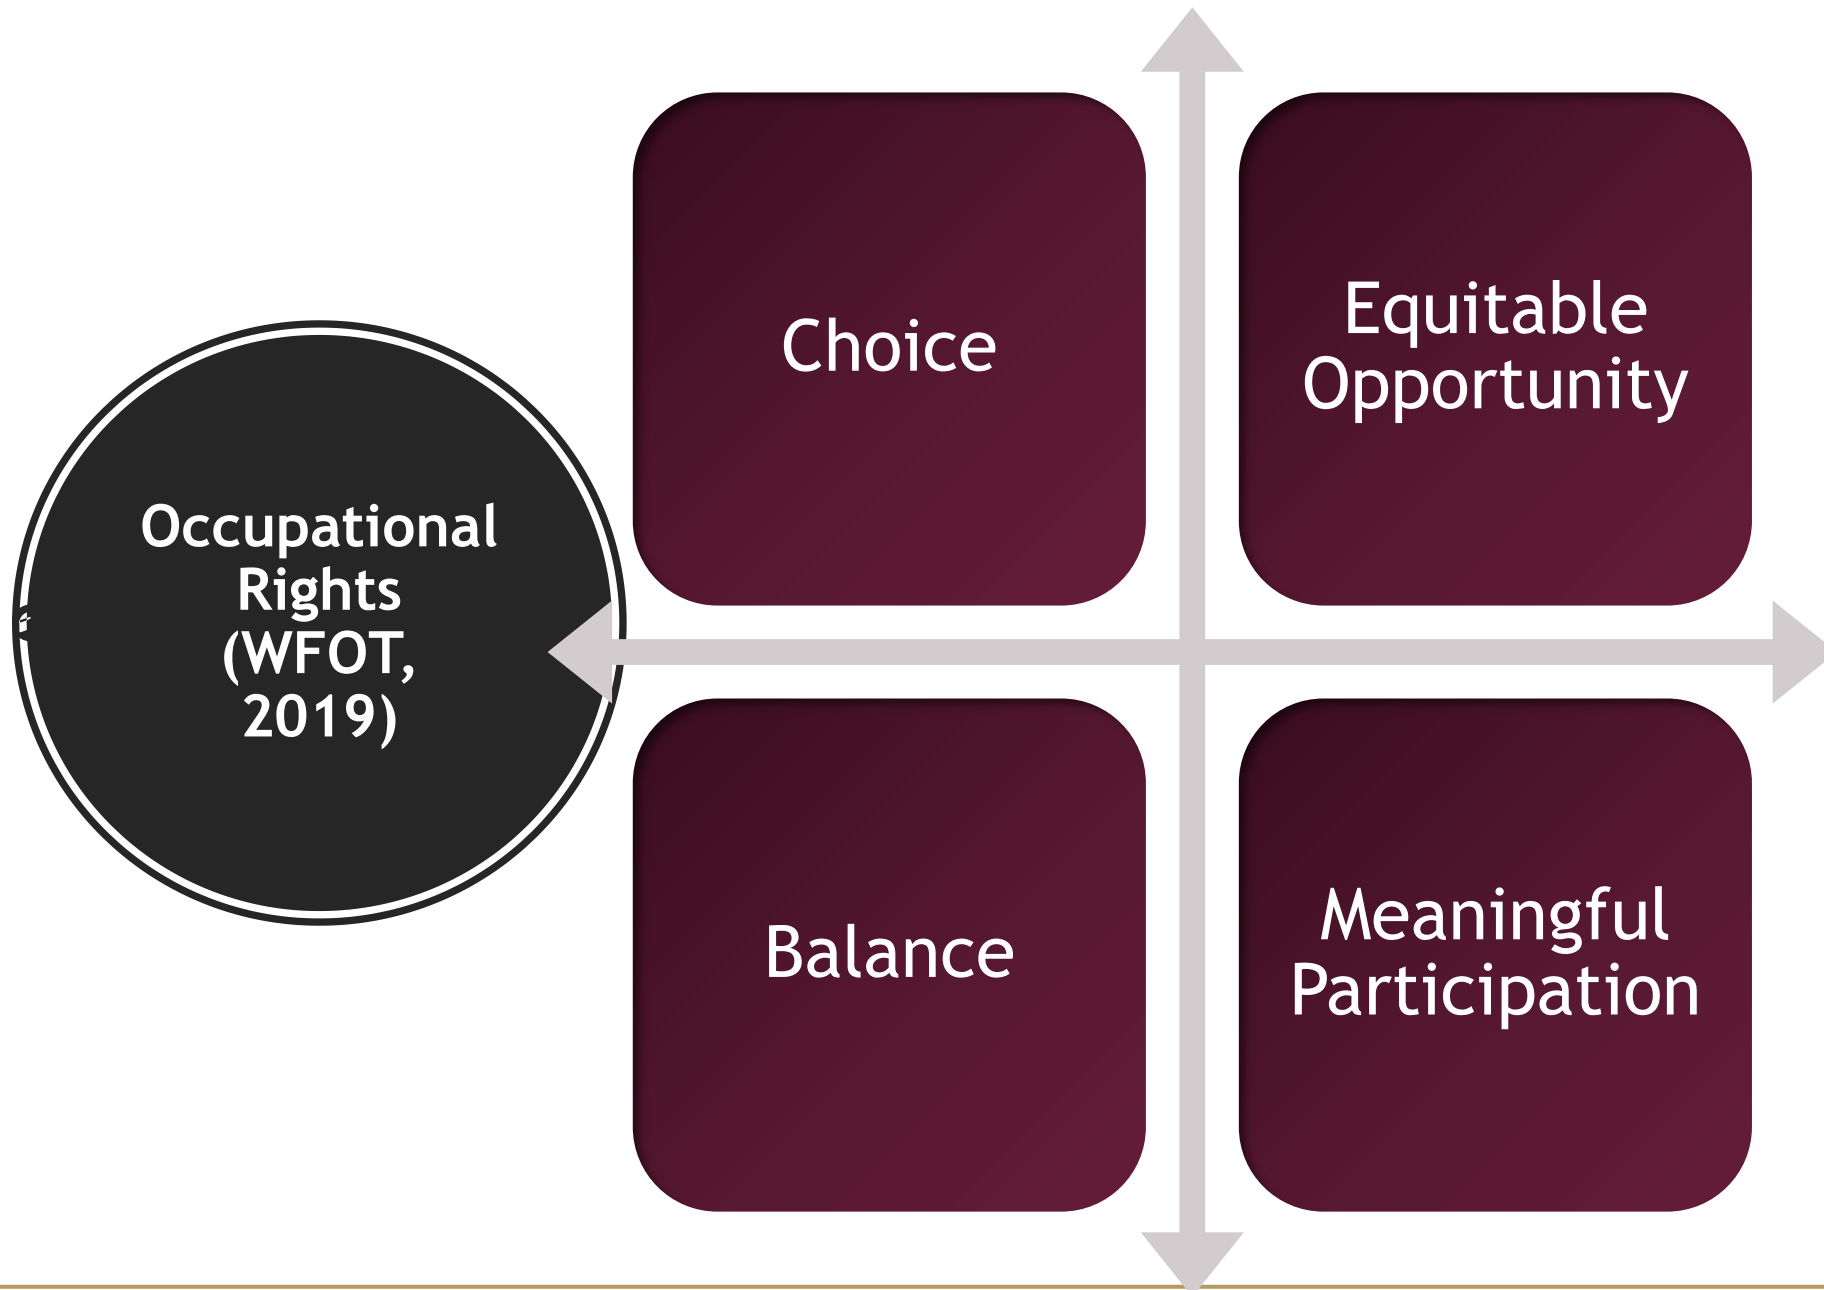 Occupational
Rights
(WFOT,
2019)
Choice
Equitable
Opportunity
Balance
Meaningful
Participation